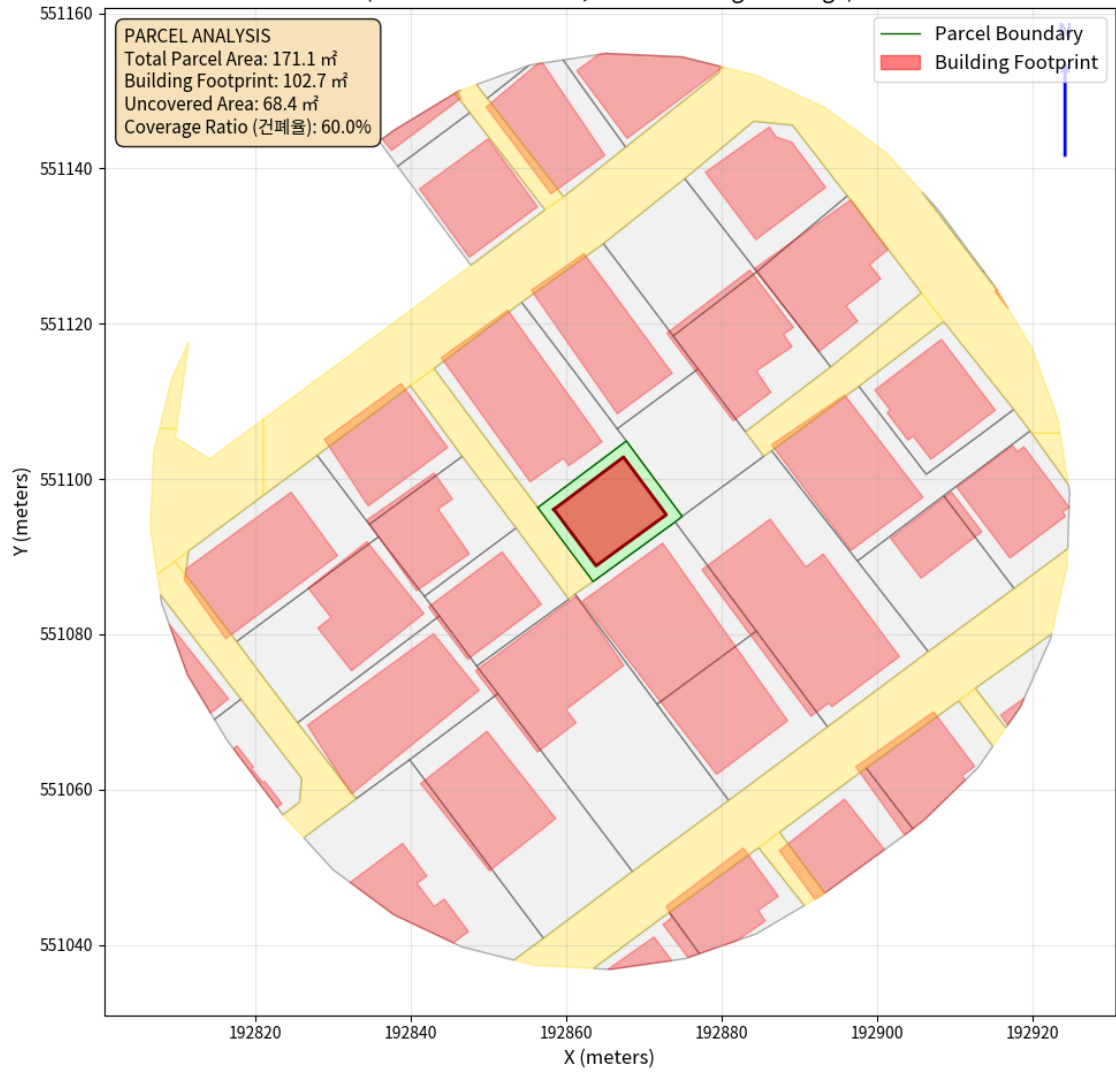 PARCEL ANALYSIS
Total Parcel Area: 171.1 ㎡
Building Footprint: 102.7 ㎡
Uncovered Area: 68.4 ㎡
Coverage Ratio (건폐율): 60.0%
Parcel Boundary
Building Footprint
N
551160
551140
551120
551100
551080
551060
551040
Y (meters)
192820
192840
192860
192880
192900
192920
X (meters)